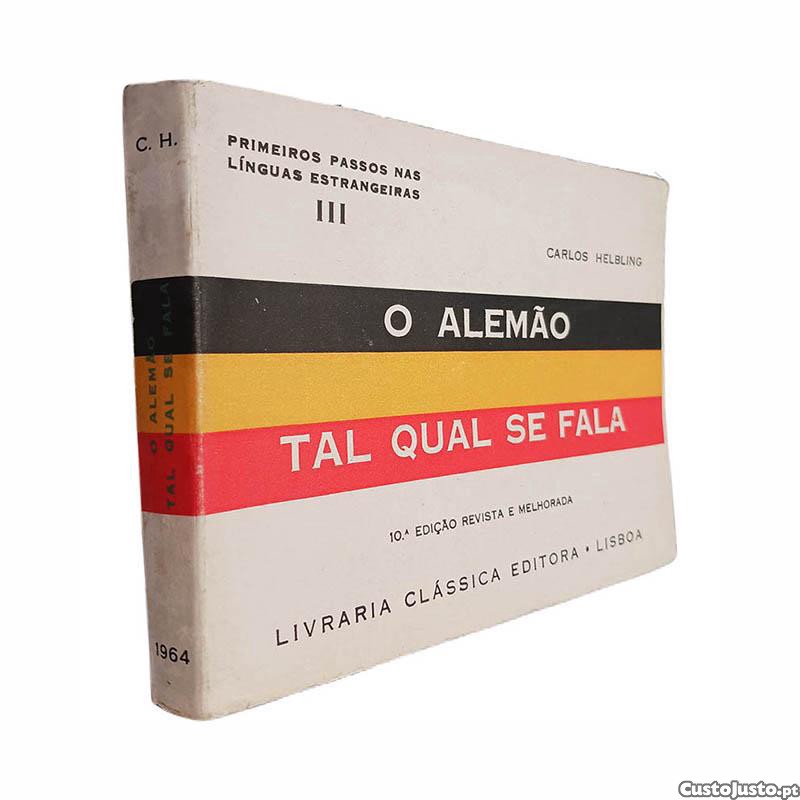 C. H.
O ALEMÃO
TAL QUAL SE FALA
1964
PRIMEIROS PASSOS NAS
LÍNGUAS ESTRANGEIRAS
III
CARLOS HELBLING
O ALEMÃO
TAL QUAL SE FALA
10.ª EDIÇÃO REVISTA E MELHORADA
LIVRARIA CLÁSSICA EDITORA • LISBOA
CustoJusto.pt